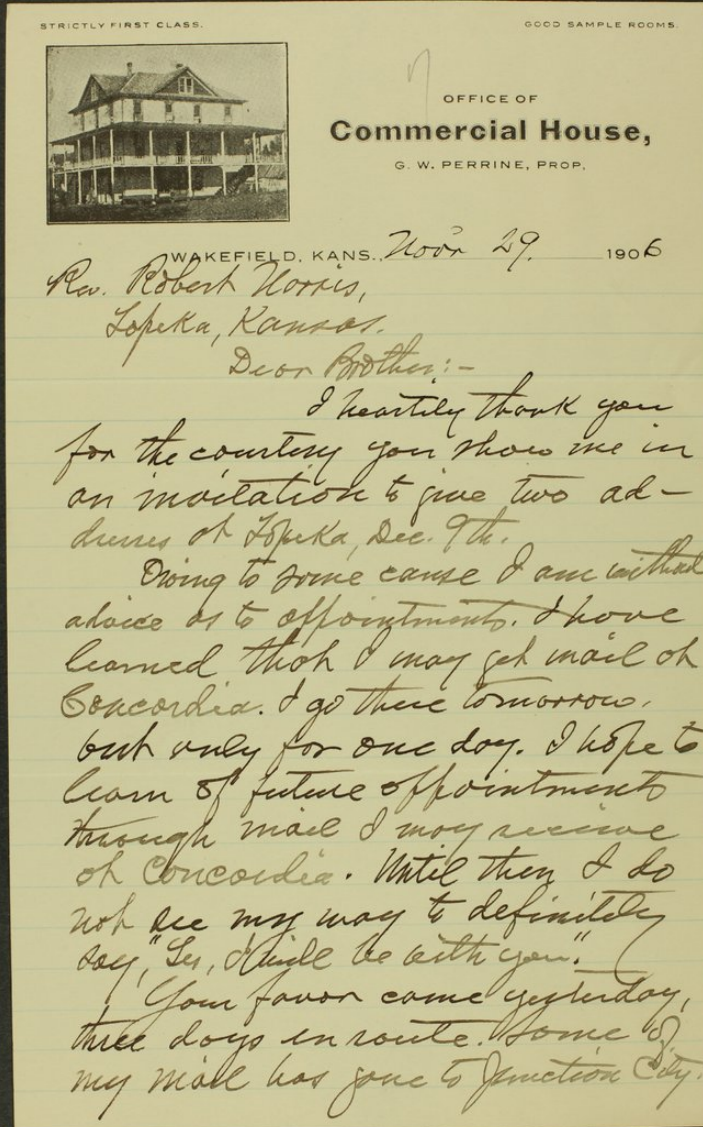 STRICTLY FIRST CLASS.
GOOD SAMPLE ROOMS.
OFFICE OF
Commercial House,
G. W. PERRINE, PROP.
WAKEFIELD, KANS., Nov'r 29, 1906
Rev. Robert Norris,
Topeka, Kansas.
Dear Brother:-
I heartily thank you
for the courtesy you show me in
an invitation to give two ad-
dresses at Topeka, Dec. 9th.
Owing to some cause I am without
advice as to appointments. I have
learned that I may get mail at
Concordia. I go there tomorrow,
but only for one day. I hope to
learn of future appointments
through mail I may receive
at Concordia. Until then I do
not see my way to definitely
say, "Yes, I will be with you."
Your favor came yesterday,
three days en route. Some of
my mail has gone to Junction City.